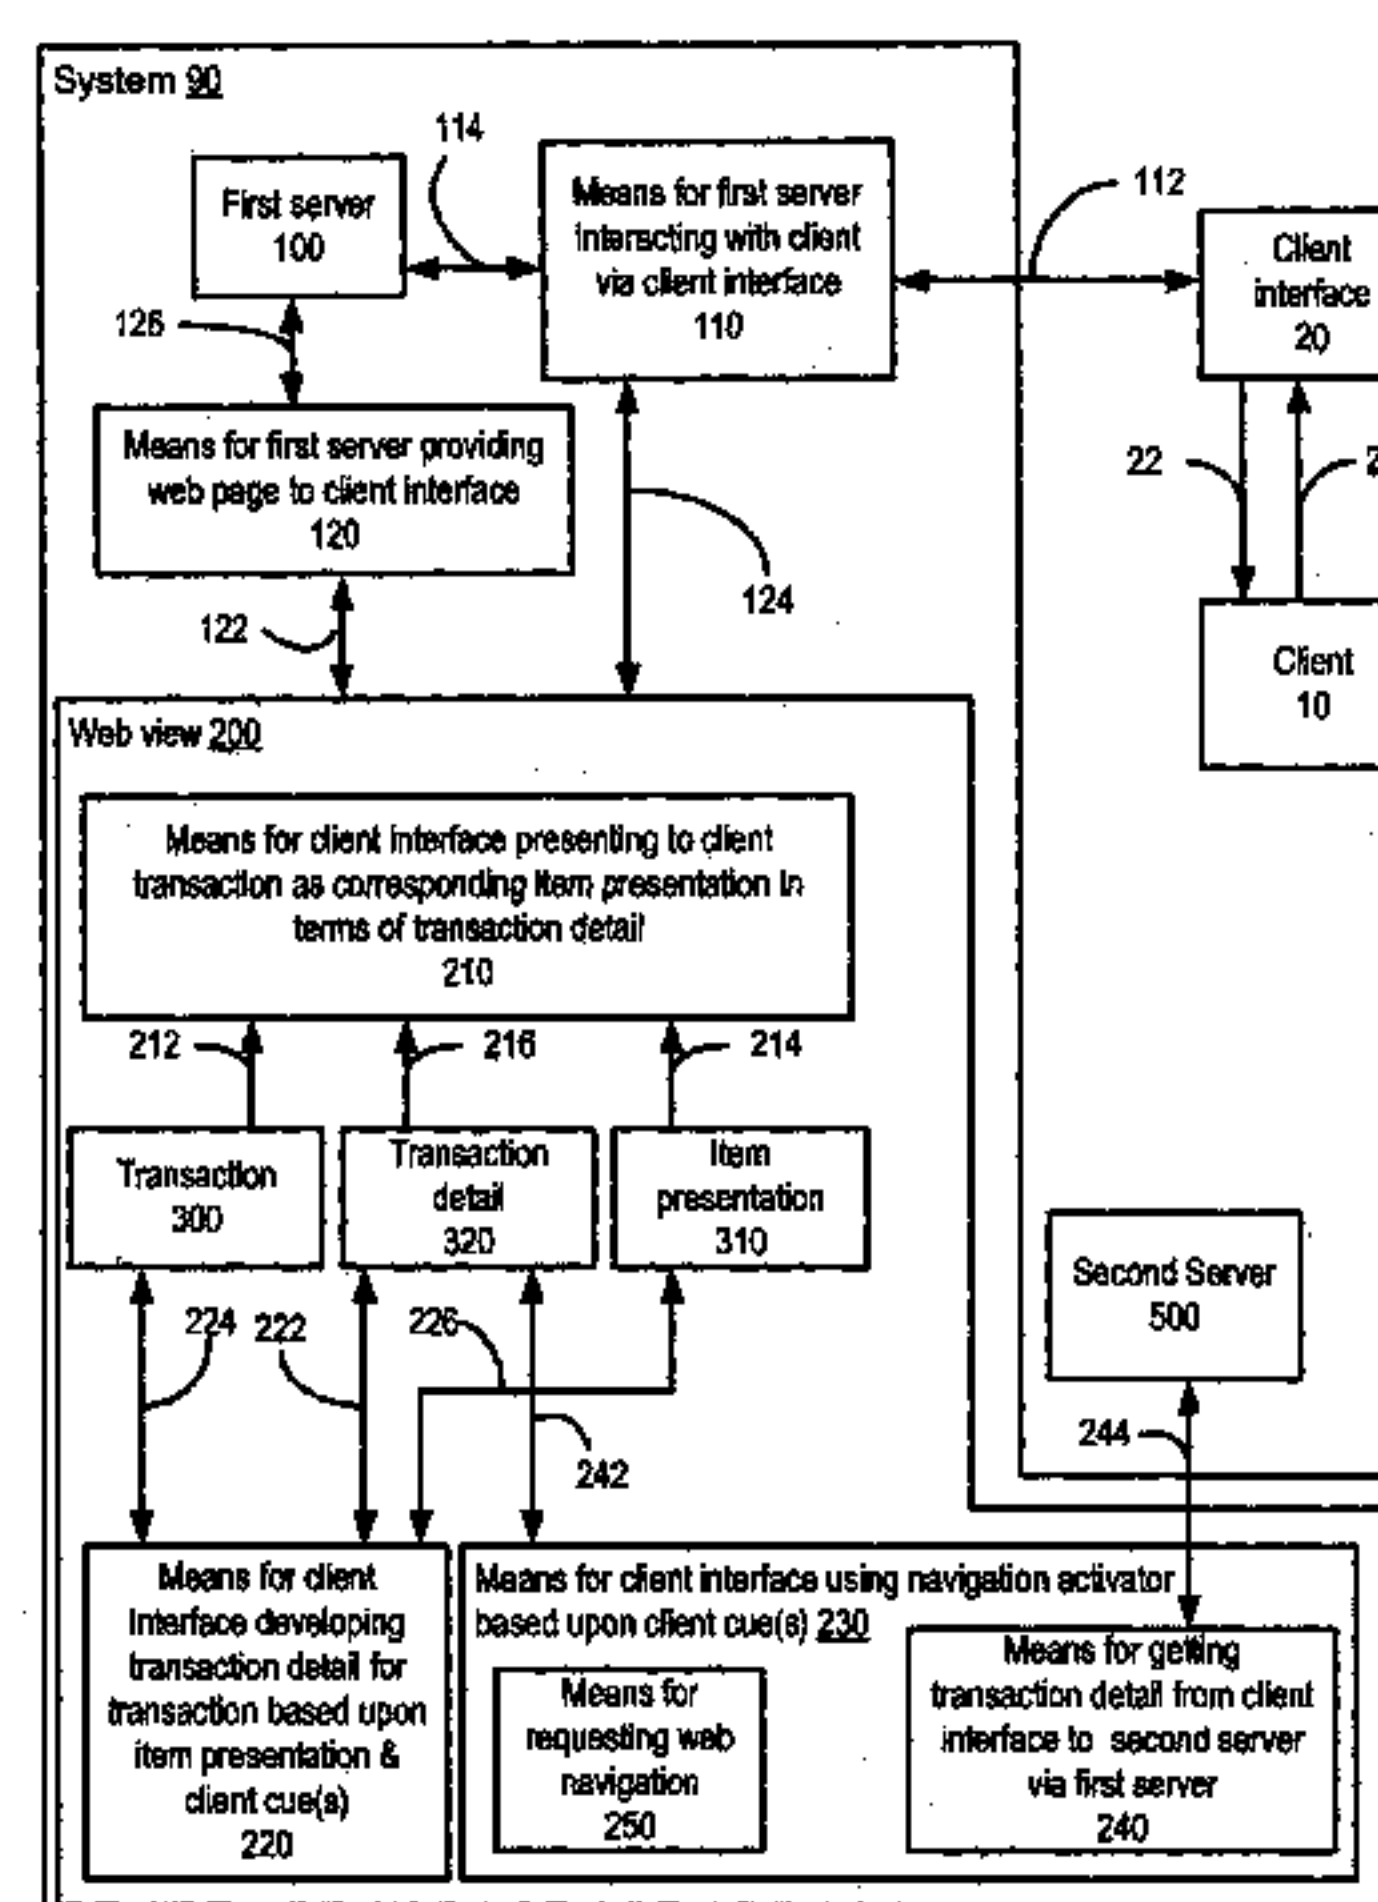 System 90
114
First server
100
Means for first server
interacting with client
via client interface
110
112
Client
interface
20
126
Means for first server providing
web page to client interface
120
22
124
122
Client
10
Web view 200
Means for client interface presenting to client
transaction as corresponding item presentation in
terms of transaction detail
210
212
216
214
Transaction
300
Transaction
detail
320
Item
presentation
310
Second Server
500
224
222
226
244
242
Means for client
interface developing
transaction detail for
transaction based upon
item presentation &
client cue(s)
220
Means for client interface using navigation activator
based upon client cue(s) 230
Means for
requesting web
navigation
250
Means for getting
transaction detail from client
interface to second server
via first server
240